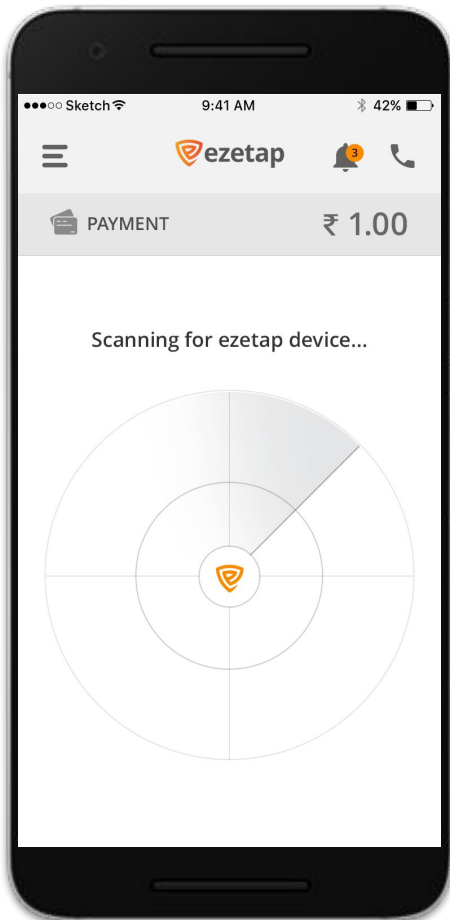 Sketch 9:41 AM 42%
ezetap 3
PAYMENT ₹ 1.00
Scanning for ezetap device...